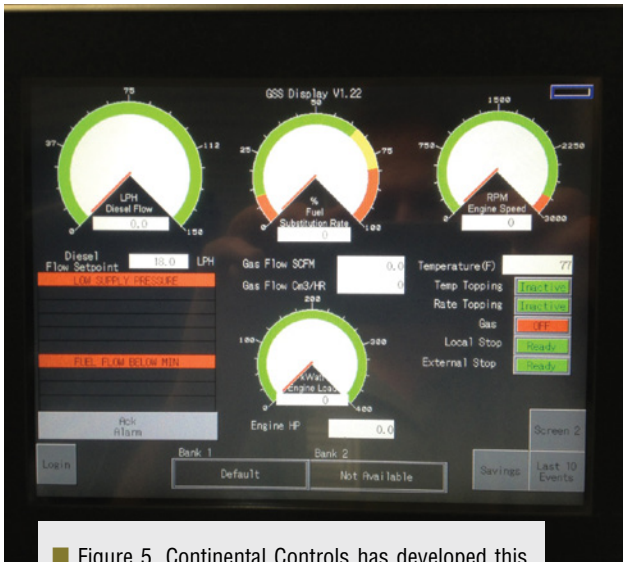 GSS Display V1.22
75
37
112
0
150
LPH
Diesel Flow
0.0
50
25
75
0
100
%
Fuel
Substitution Rate
0
1500
750
2250
0
3000
RPM
Engine Speed
0
Diesel
Flow Setpoint 18.0 LPH
LOW SUPPLY PRESSURE
FUEL FLOW BELOW MIN
Ack
Alarm
Gas Flow SCFM 0.0
Gas Flow Cm3/HR 0
200
100
300
0
400
kWatt
Engine Load
0
Engine HP 0.0
Temperature(F) 77
Temp Topping Inactive
Rate Topping Inactive
Gas OFF
Local Stop Ready
External Stop Ready
Screen 2
Login
Bank 1
Default
Bank 2
Not Available
Savings
Last 10
Events
Figure 5. Continental Controls has developed this